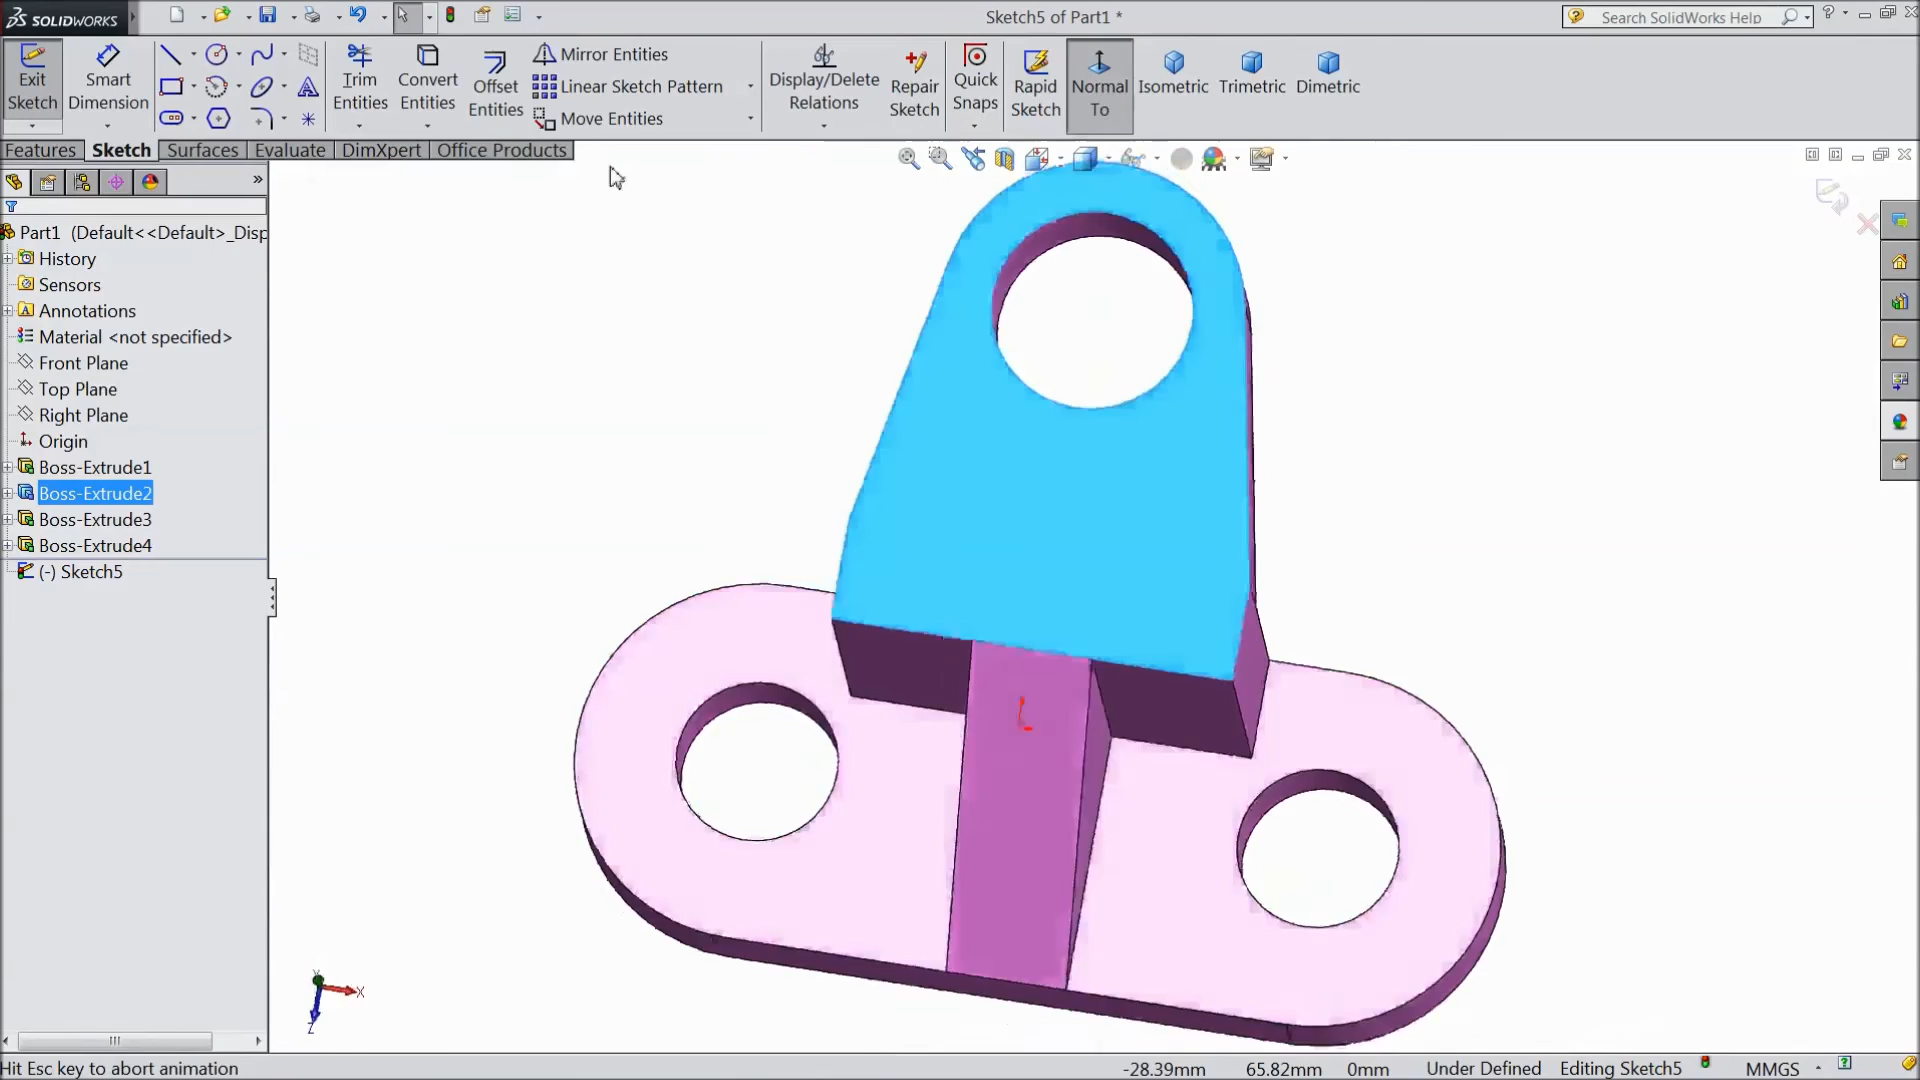 SOLIDWORKS
Sketch5 of Part1 *
Search SolidWorks Help
Exit Sketch
Smart Dimension
Trim Entities
Convert Entities
Offset Entities
Mirror Entities
Linear Sketch Pattern
Move Entities
Display/Delete Relations
Repair Sketch
Quick Snaps
Rapid Sketch
Normal To
Isometric
Trimetric
Dimetric
Features
Sketch
Surfaces
Evaluate
DimXpert
Office Products
Part1 (Default<<Default>_Disp
History
Sensors
Annotations
Material <not specified>
Front Plane
Top Plane
Right Plane
Origin
Boss-Extrude1
Boss-Extrude2
Boss-Extrude3
Boss-Extrude4
(-) Sketch5
Y
X
Z
Hit Esc key to abort animation
-28.39mm
65.82mm
0mm
Under Defined
Editing Sketch5
MMGS